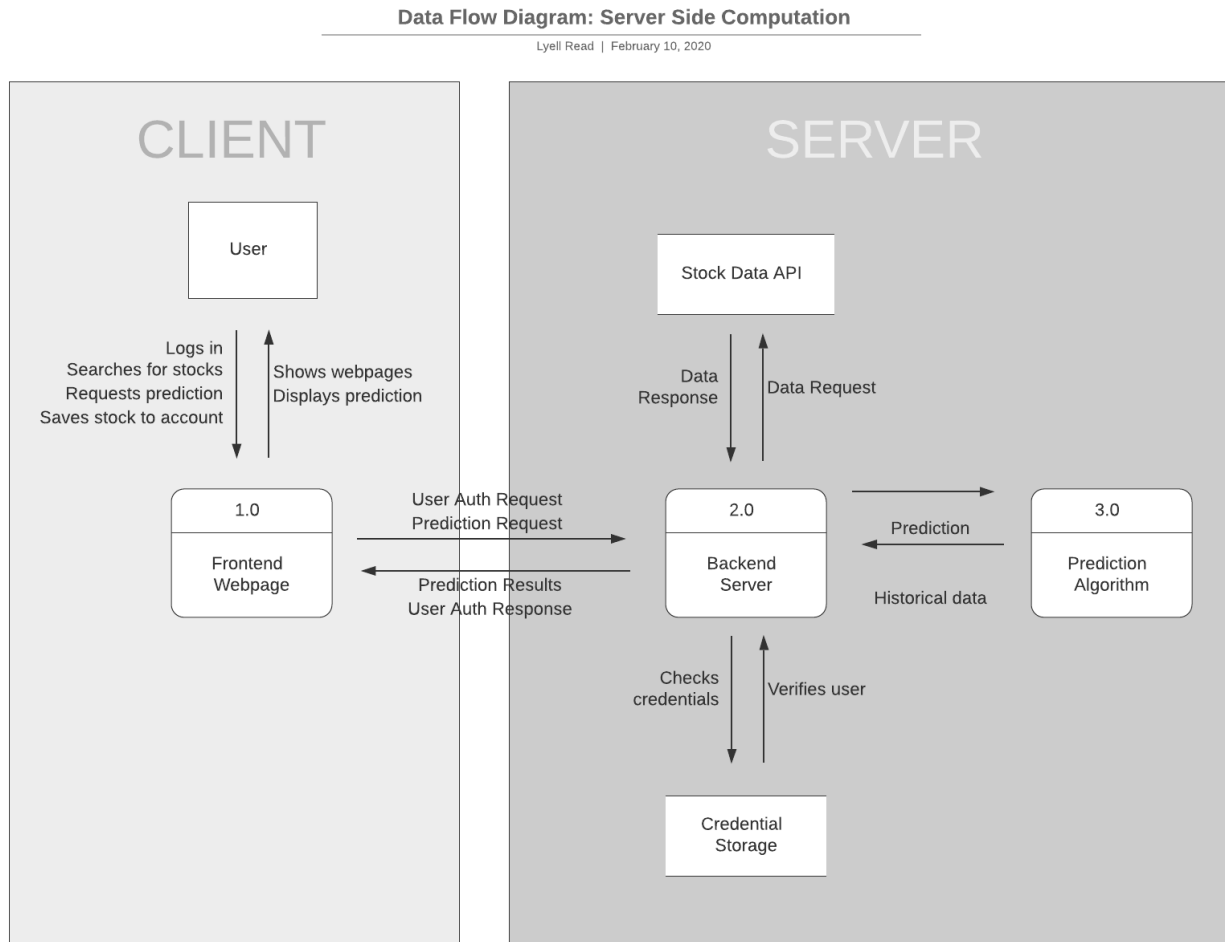 Data Flow Diagram: Server Side Computation
Lyell Read | February 10, 2020
CLIENT
User
Logs in
Searches for stocks
Requests prediction
Saves stock to account
Shows webpages
Displays prediction
1.0
Frontend
Webpage
User Auth Request
Prediction Request
Prediction Results
User Auth Response
SERVER
Stock Data API
Data
Response
Data Request
2.0
Backend
Server
Prediction
Historical data
3.0
Prediction
Algorithm
Checks
credentials
Verifies user
Credential
Storage